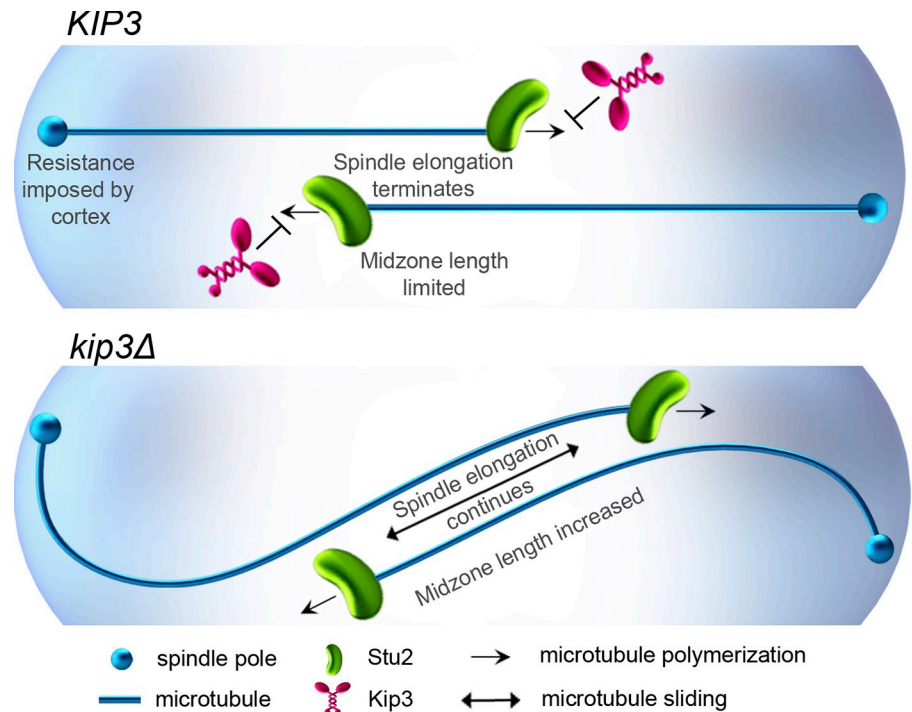 KIP3
Resistance
imposed by
cortex
Spindle elongation
terminates
Midzone length
limited
kip3Δ
Spindle elongation
continues
Midzone length increased
spindle pole
Stu2
microtubule polymerization
microtubule
Kip3
microtubule sliding